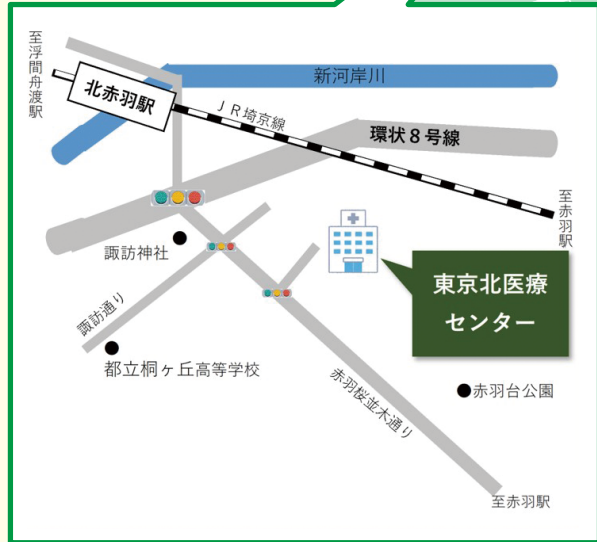 至浮間舟渡駅
新河岸川
北赤羽駅
ＪＲ埼京線
環状８号線
至赤羽駅
諏訪神社
東京北医療
センター
諏訪通り
都立桐ヶ丘高等学校
赤羽桜並木通り
赤羽台公園
至赤羽駅